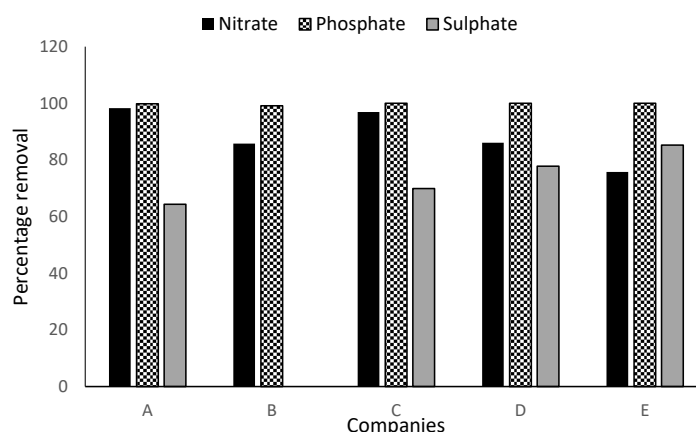 Nitrate Phosphate Sulphate
120
100
80
60
40
20
0
Percentage removal
A B C D E
Companies